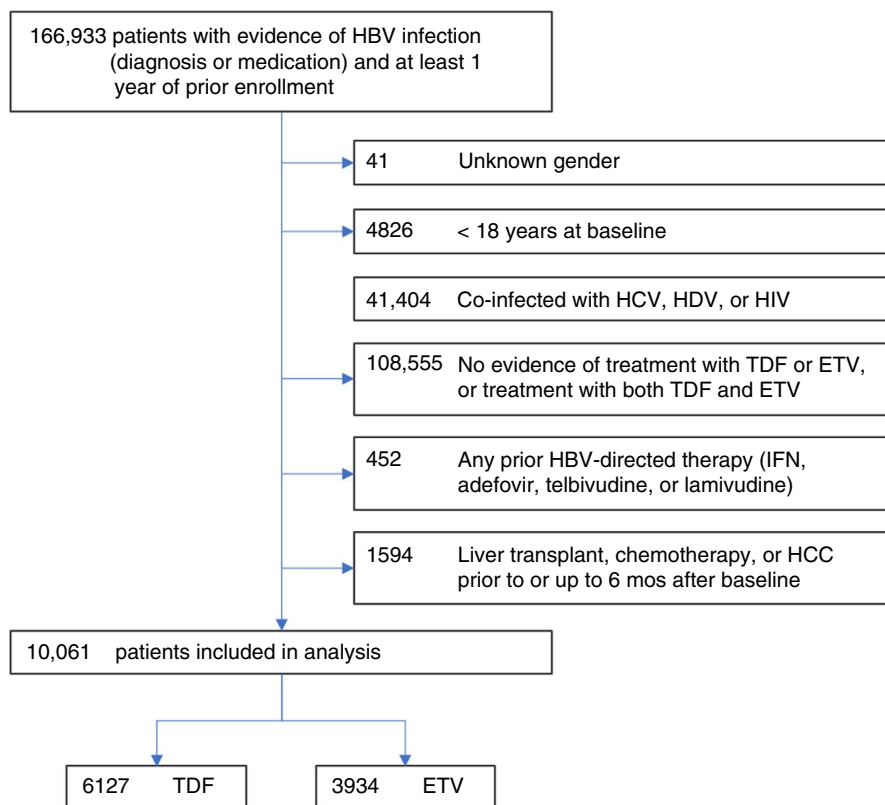 166,933 patients with evidence of HBV infection
(diagnosis or medication) and at least 1
year of prior enrollment
41 Unknown gender
4826 < 18 years at baseline
41,404 Co-infected with HCV, HDV, or HIV
108,555 No evidence of treatment with TDF or ETV,
or treatment with both TDF and ETV
452 Any prior HBV-directed therapy (IFN,
adefovir, telbivudine, or lamivudine)
1594 Liver transplant, chemotherapy, or HCC
prior to or up to 6 mos after baseline
10,061 patients included in analysis
6127 TDF
3934 ETV